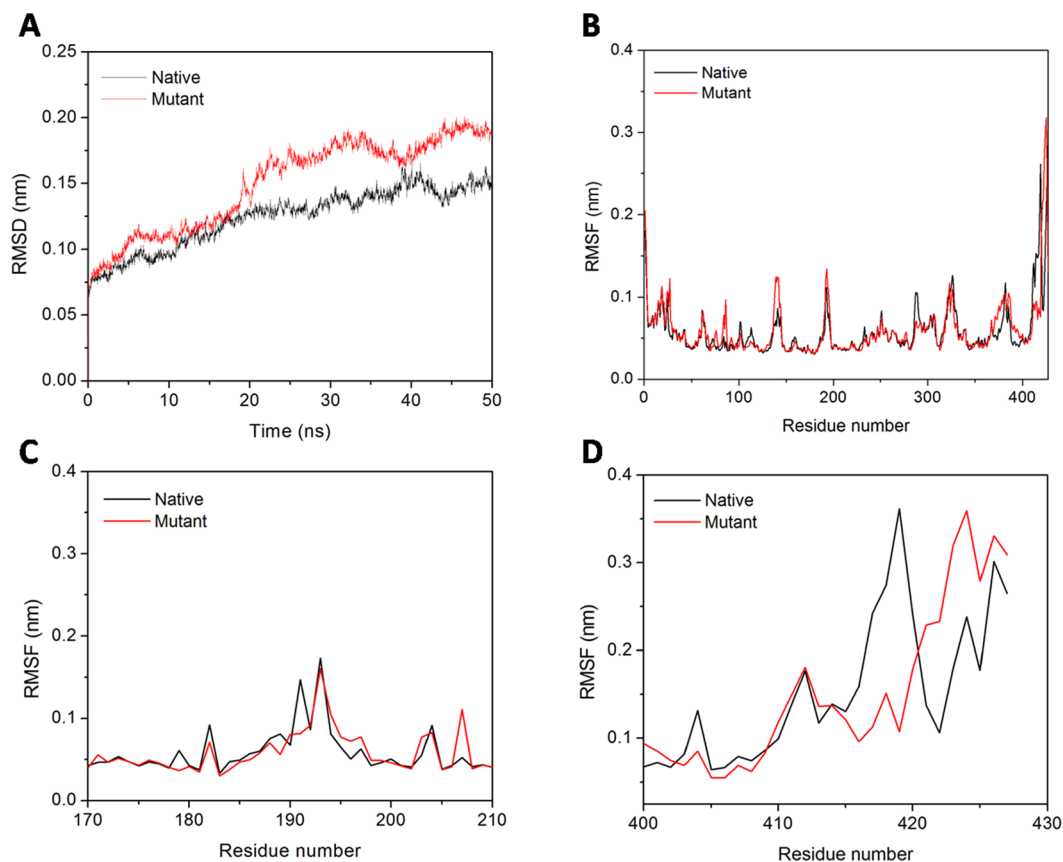 A
0.25
0.20
0.15
0.10
0.05
0.00
RMSD (nm)
Native
Mutant
0 10 20 30 40 50
Time (ns)
B
0.4
0.3
0.2
0.1
0.0
RMSF (nm)
Native
Mutant
0 100 200 300 400
Residue number
C
0.4
0.3
0.2
0.1
0.0
RMSF (nm)
Native
Mutant
170 180 190 200 210
Residue number
D
0.4
0.3
0.2
0.1
RMSF (nm)
Native
Mutant
400 410 420 430
Residue number